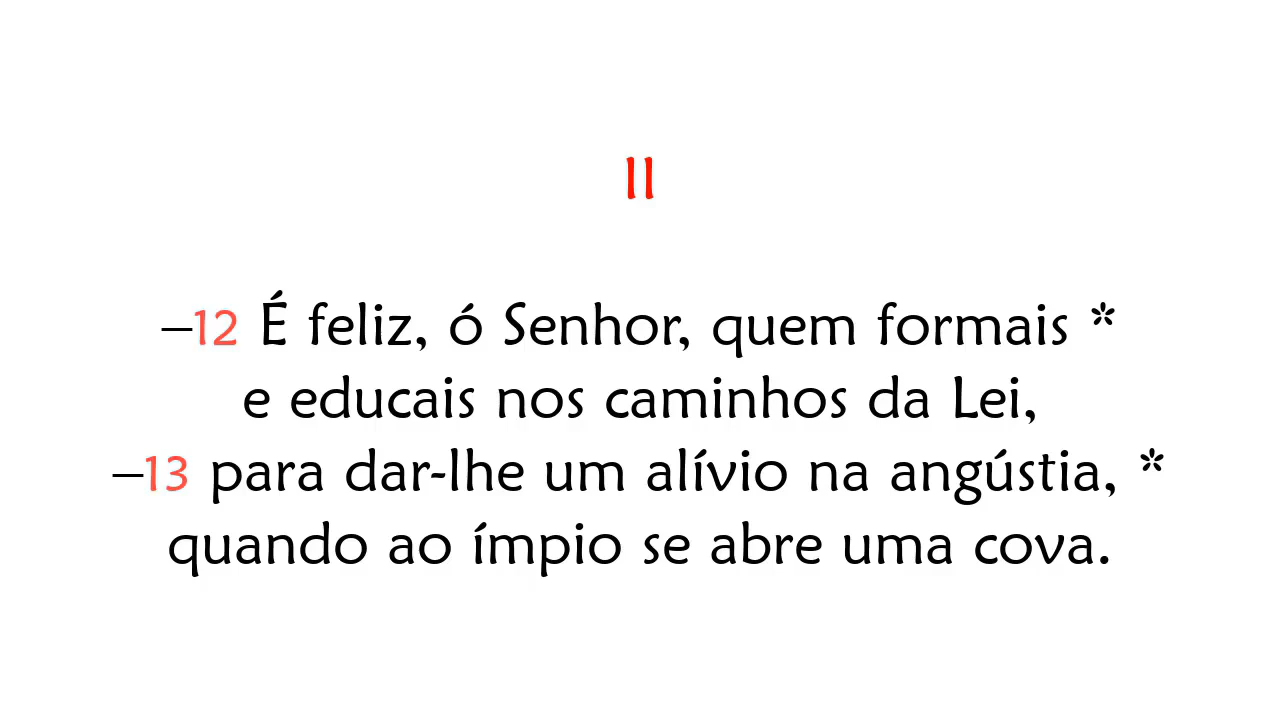 II
–12 É feliz, ó Senhor, quem formais *
e educais nos caminhos da Lei,
–13 para dar-lhe um alívio na angústia, *
quando ao ímpio se abre uma cova.